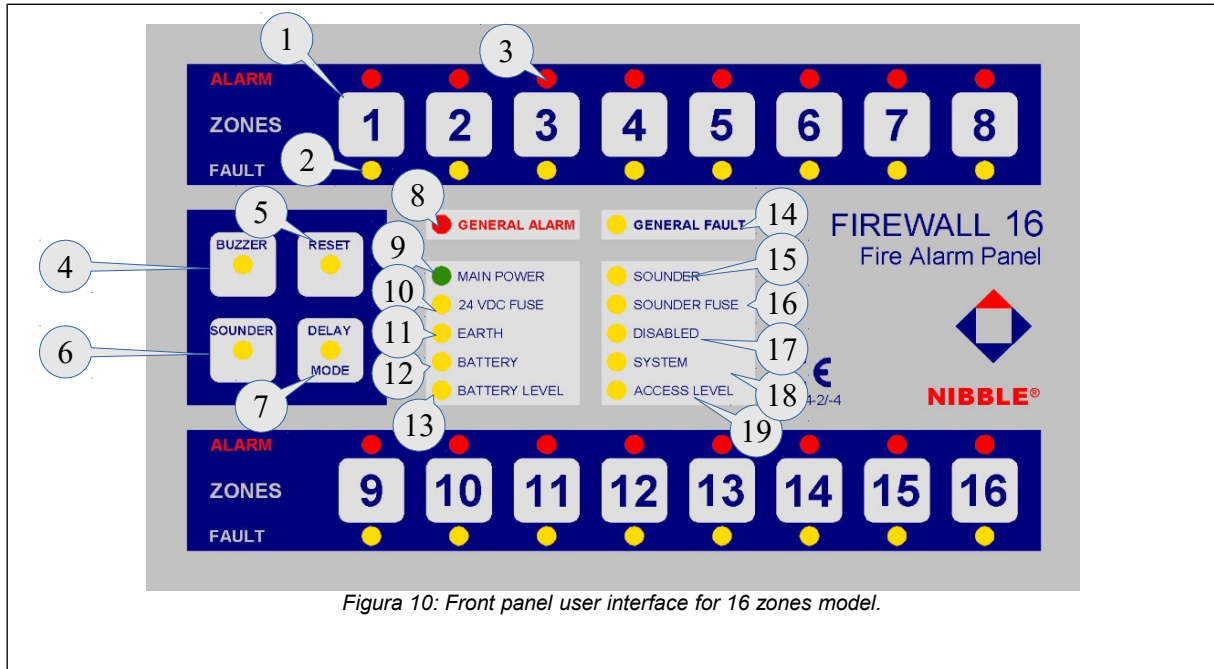 1
3
ALARM
ZONES 1 2 3 4 5 6 7 8
2
FAULT
8
14
5
GENERAL ALARM
GENERAL FAULT
FIREWALL 16
Fire Alarm Panel
BUZZER
RESET
9
15
4
MAIN POWER
SOUNDER
10
24 VDC FUSE
SOUNDER FUSE
16
11
EARTH
DISABLED
SOUNDER
DELAY
MODE
6
17
12
BATTERY
SYSTEM
18
CE
7
BATTERY LEVEL
ACCESS LEVEL
4-2/-4
NIBBLE®
13
19
ALARM
ZONES 9 10 11 12 13 14 15 16
FAULT
Figura 10: Front panel user interface for 16 zones model.